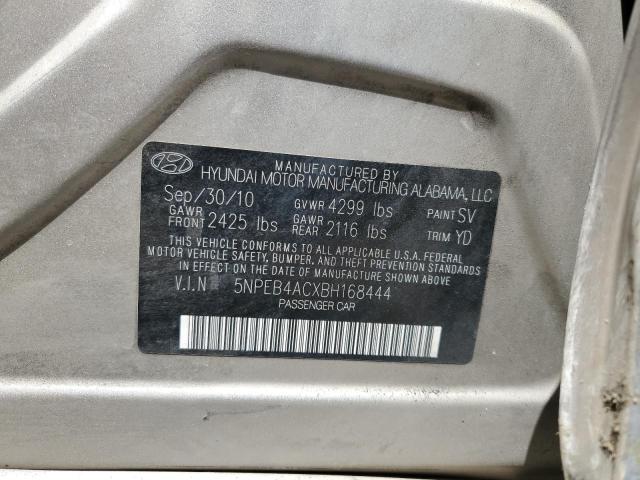 MANUFACTURED BY
HYUNDAI MOTOR MANUFACTURING ALABAMA, LLC
Sep/30/10 GVWR 4299 lbs PAINT SV
GAWR FRONT 2425 lbs GAWR REAR 2116 lbs TRIM YD
THIS VEHICLE CONFORMS TO ALL APPLICABLE U.S.A. FEDERAL
MOTOR VEHICLE SAFETY, BUMPER, AND THEFT PREVENTION STANDARDS
IN EFFECT ON THE DATE OF MANUFACTURE SHOWN ABOVE.
V.I.N 5NPEB4ACXBH168444
PASSENGER CAR